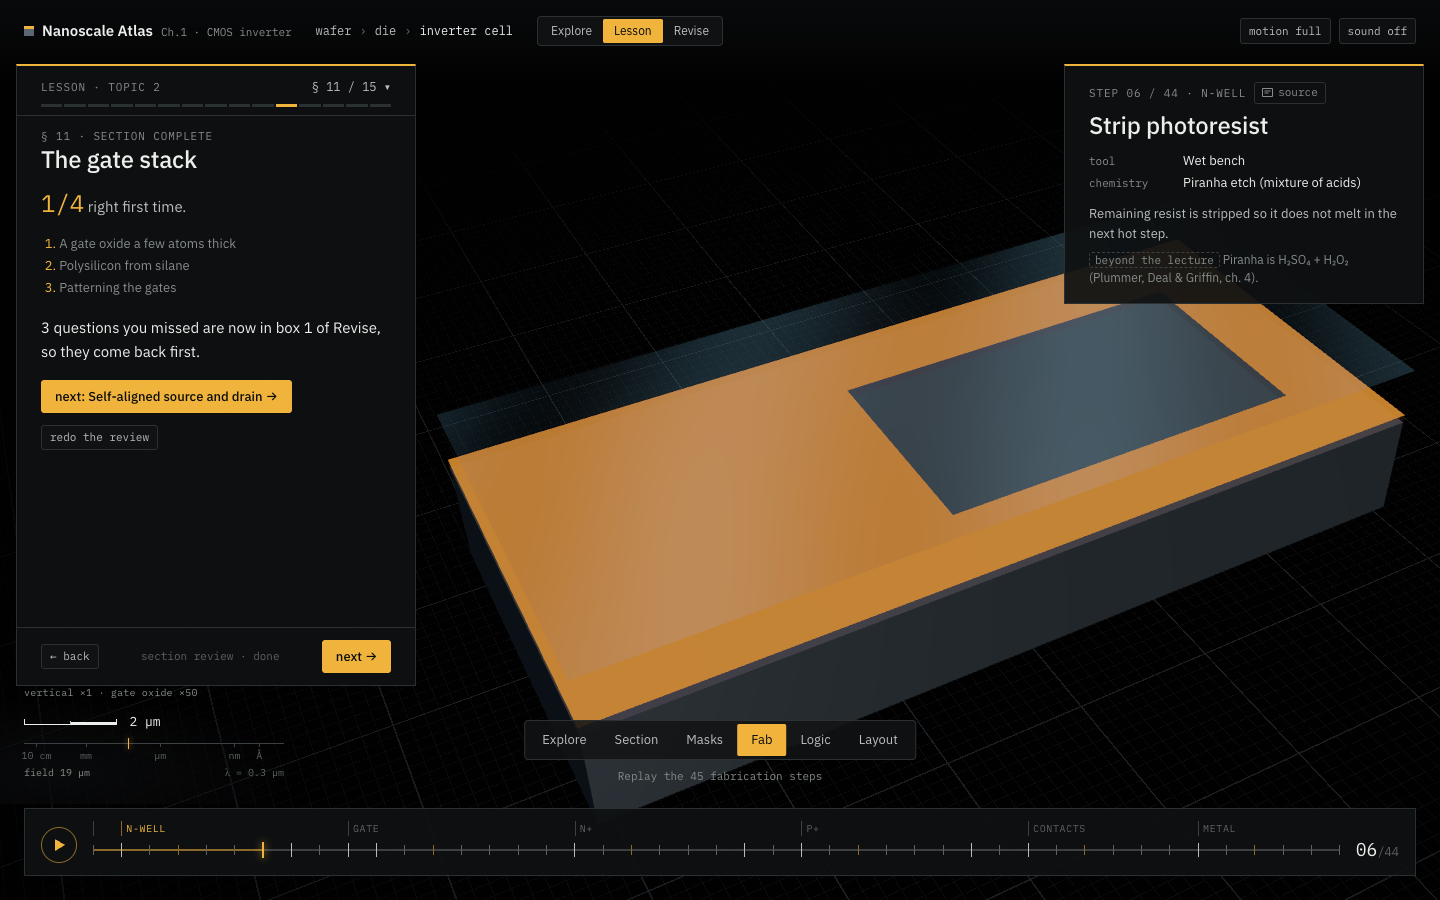 Nanoscale Atlas Ch.1 · CMOS inverter
wafer › die › inverter cell
Explore Lesson Revise
motion full sound off
LESSON · TOPIC 2 § 11 / 15 ▾
§ 11 · SECTION COMPLETE
The gate stack
1/4 right first time.
1. A gate oxide a few atoms thick
2. Polysilicon from silane
3. Patterning the gates
3 questions you missed are now in box 1 of Revise,
so they come back first.
next: Self-aligned source and drain →
redo the review
← back section review · done next →
STEP 06 / 44 · N-WELL source
Strip photoresist
tool Wet bench
chemistry Piranha etch (mixture of acids)
Remaining resist is stripped so it does not melt in the
next hot step.
beyond the lecture Piranha is H₂SO₄ + H₂O₂
(Plummer, Deal & Griffin, ch. 4).
vertical ×1 · gate oxide ×50
2 µm
10 cm mm µm nm Å
field 19 µm λ = 0.3 µm
Explore Section Masks Fab Logic Layout
Replay the 45 fabrication steps
N-WELL GATE N+ P+ CONTACTS METAL
06/44